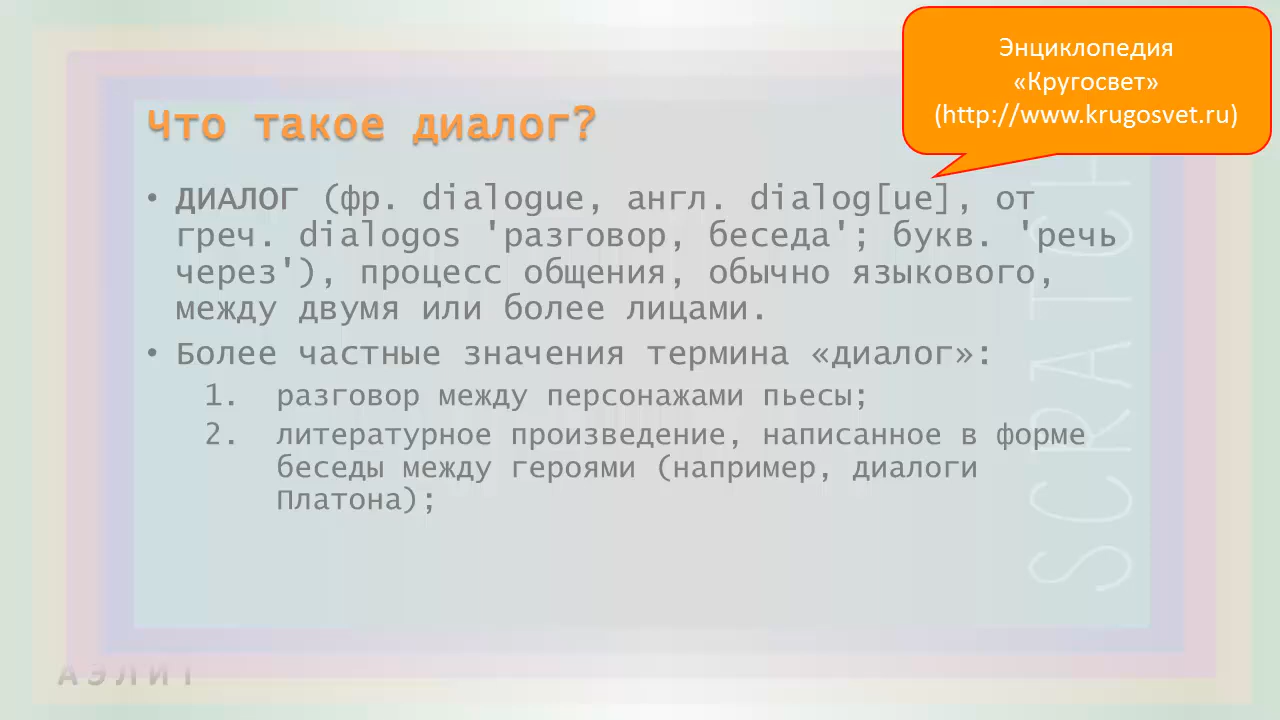 Энциклопедия
«Кругосвет»
(http://www.krugosvet.ru)
Что такое диалог?
• ДИАЛОГ (фр. dialogue, англ. dialog[ue], от
греч. dialogos 'разговор, беседа'; букв. 'речь
через'), процесс общения, обычно языкового,
между двумя или более лицами.
• Более частные значения термина «диалог»:
1. разговор между персонажами пьесы;
2. литературное произведение, написанное в форме
беседы между героями (например, диалоги
Платона);
SCRATCH